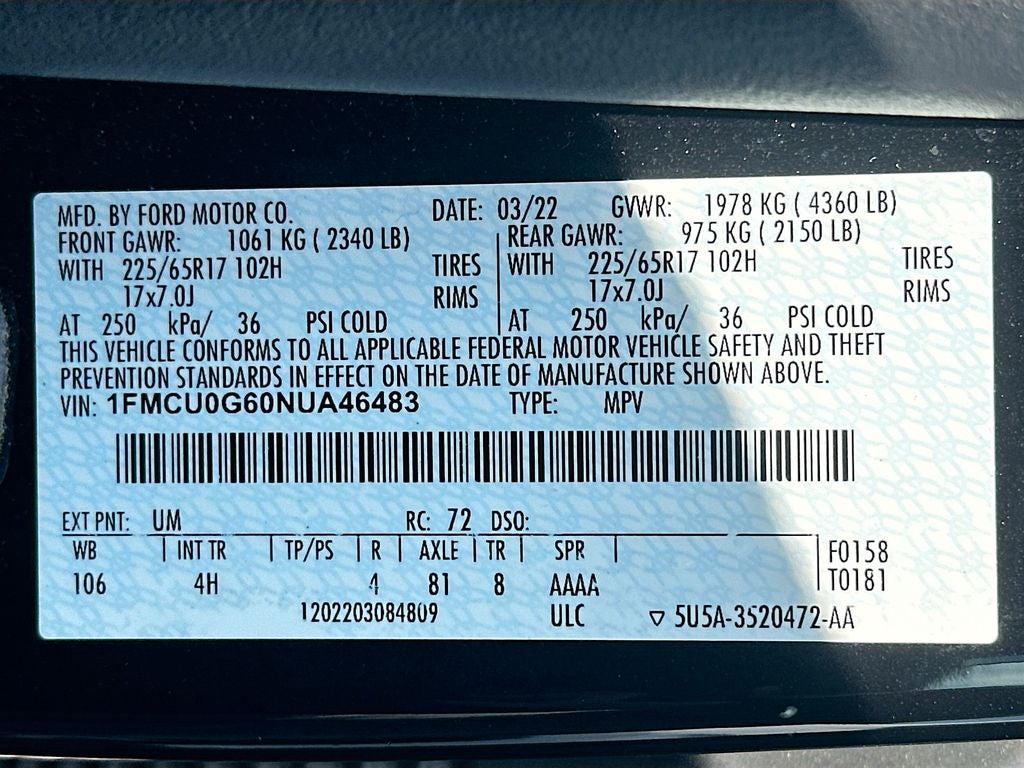 MFD. BY FORD MOTOR CO. DATE: 03/22 GVWR: 1978 KG ( 4360 LB)
FRONT GAWR: 1061 KG ( 2340 LB) REAR GAWR: 975 KG ( 2150 LB)
WITH 225/65R17 102H TIRES WITH 225/65R17 102H TIRES
17x7.0J RIMS 17x7.0J RIMS
AT 250 kPa/ 36 PSI COLD AT 250 kPa/ 36 PSI COLD
THIS VEHICLE CONFORMS TO ALL APPLICABLE FEDERAL MOTOR VEHICLE SAFETY AND THEFT
PREVENTION STANDARDS IN EFFECT ON THE DATE OF MANUFACTURE SHOWN ABOVE.
VIN: 1FMCU0G60NUA46483 TYPE: MPV
EXT PNT: UM RC: 72 DSO:
WB INT TR TP/PS R AXLE TR SPR F0158
106 4H 4 81 8 AAAA T0181
1202203084809 ULC ▽ 5U5A-3520472-AA